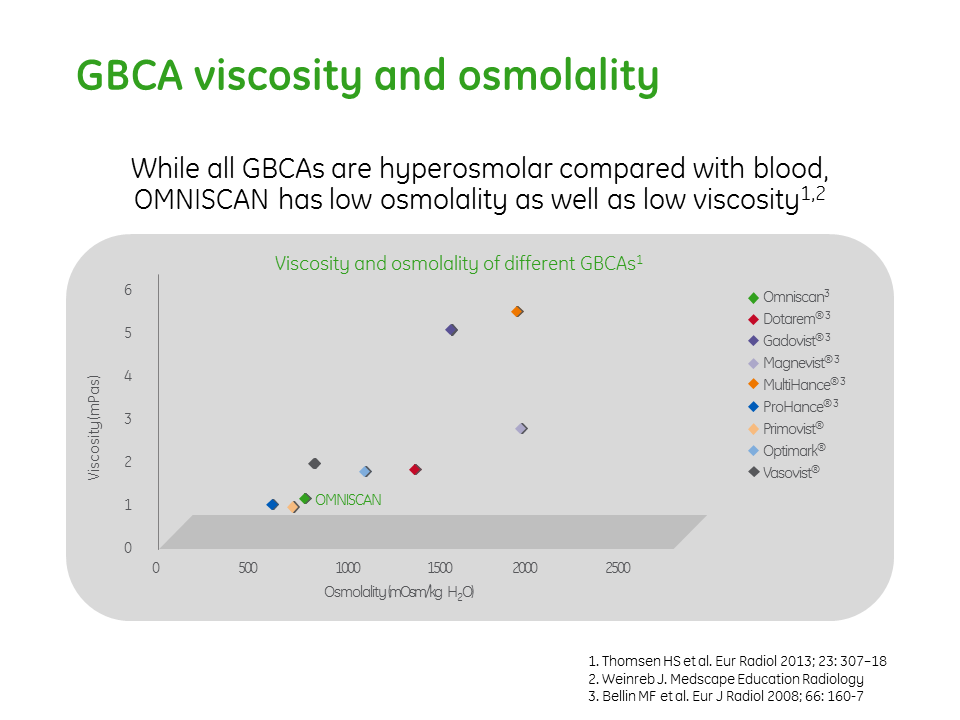 GBCA viscosity and osmolality
While all GBCAs are hyperosmolar compared with blood,
OMNISCAN has low osmolality as well as low viscosity1,2
Viscosity and osmolality of different GBCAs1
6
5
4
3
2
1
0
Viscosity(mPas)
OMNISCAN
0 500 1000 1500 2000 2500
Osmolality(mOsm/kg H2O)
Omniscan3
Dotarem®3
Gadovist®3
Magnevist®3
MultiHance®3
ProHance®3
Primovist®
Optimark®
Vasovist®
1. Thomsen HS et al. Eur Radiol 2013; 23: 307–18
2. Weinreb J. Medscape Education Radiology
3. Bellin MF et al. Eur J Radiol 2008; 66: 160-7